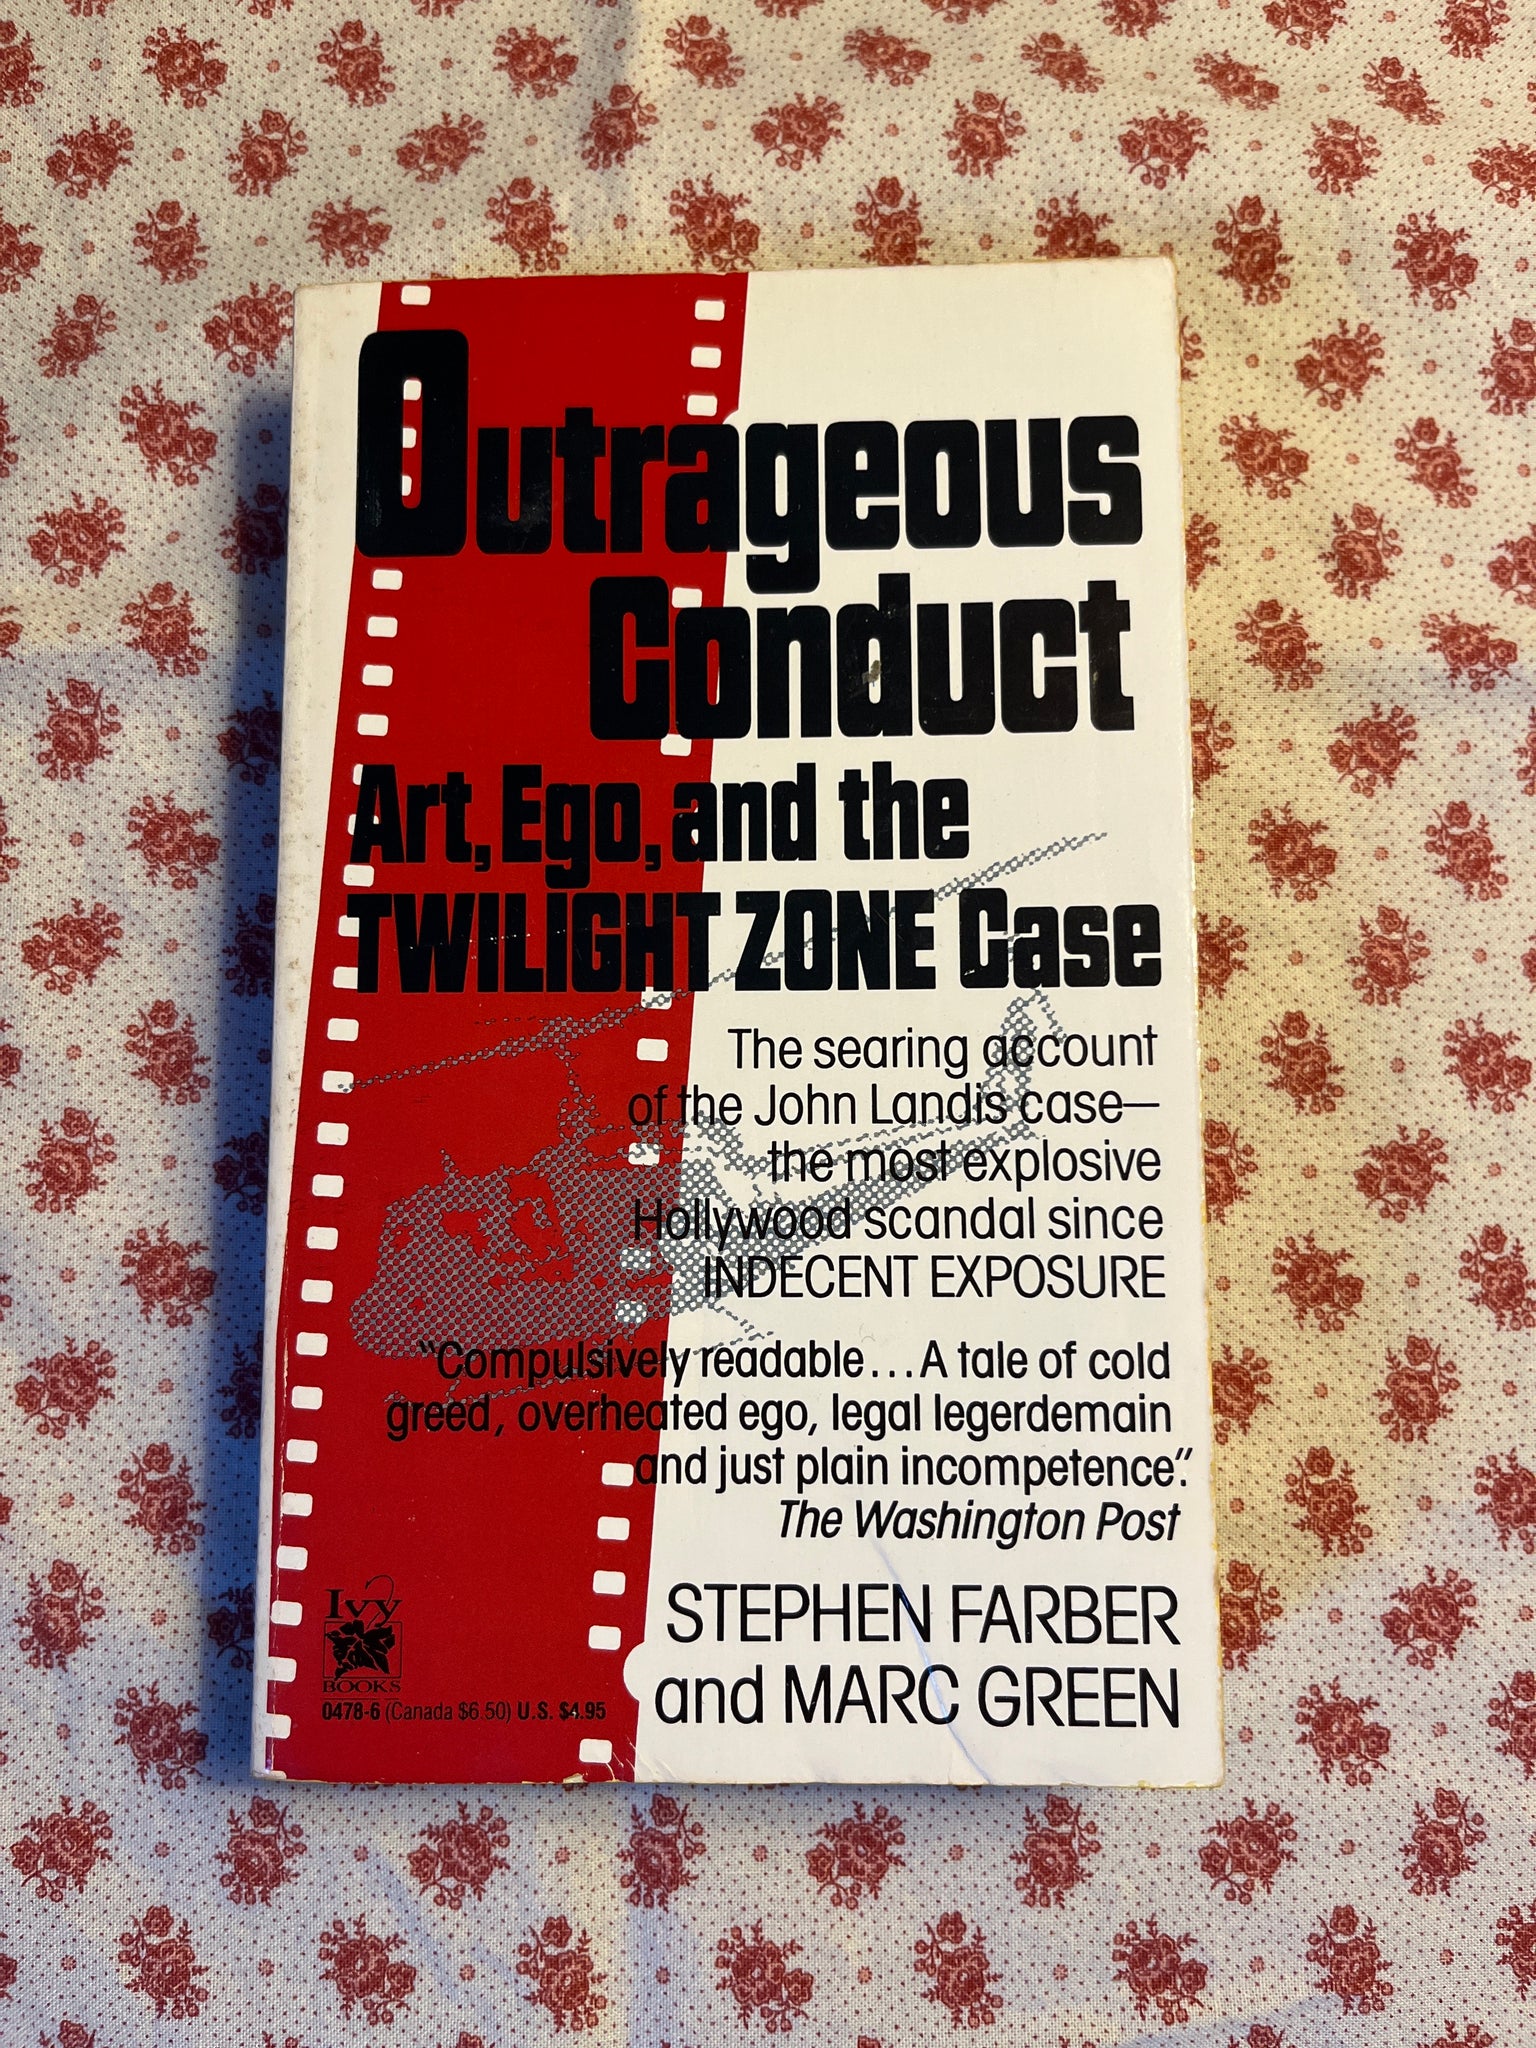 Outrageous
Conduct
Art, Ego, and the
TWILIGHT ZONE Case
The searing account
of the John Landis case—
the most explosive
Hollywood scandal since
INDECENT EXPOSURE
“Compulsively readable...A tale of cold
greed, overheated ego, legal legerdemain
and just plain incompetence.”
The Washington Post
STEPHEN FARBER
and MARC GREEN
Ivy
BOOKS
0478-6 (Canada $6.50) U.S. $4.95